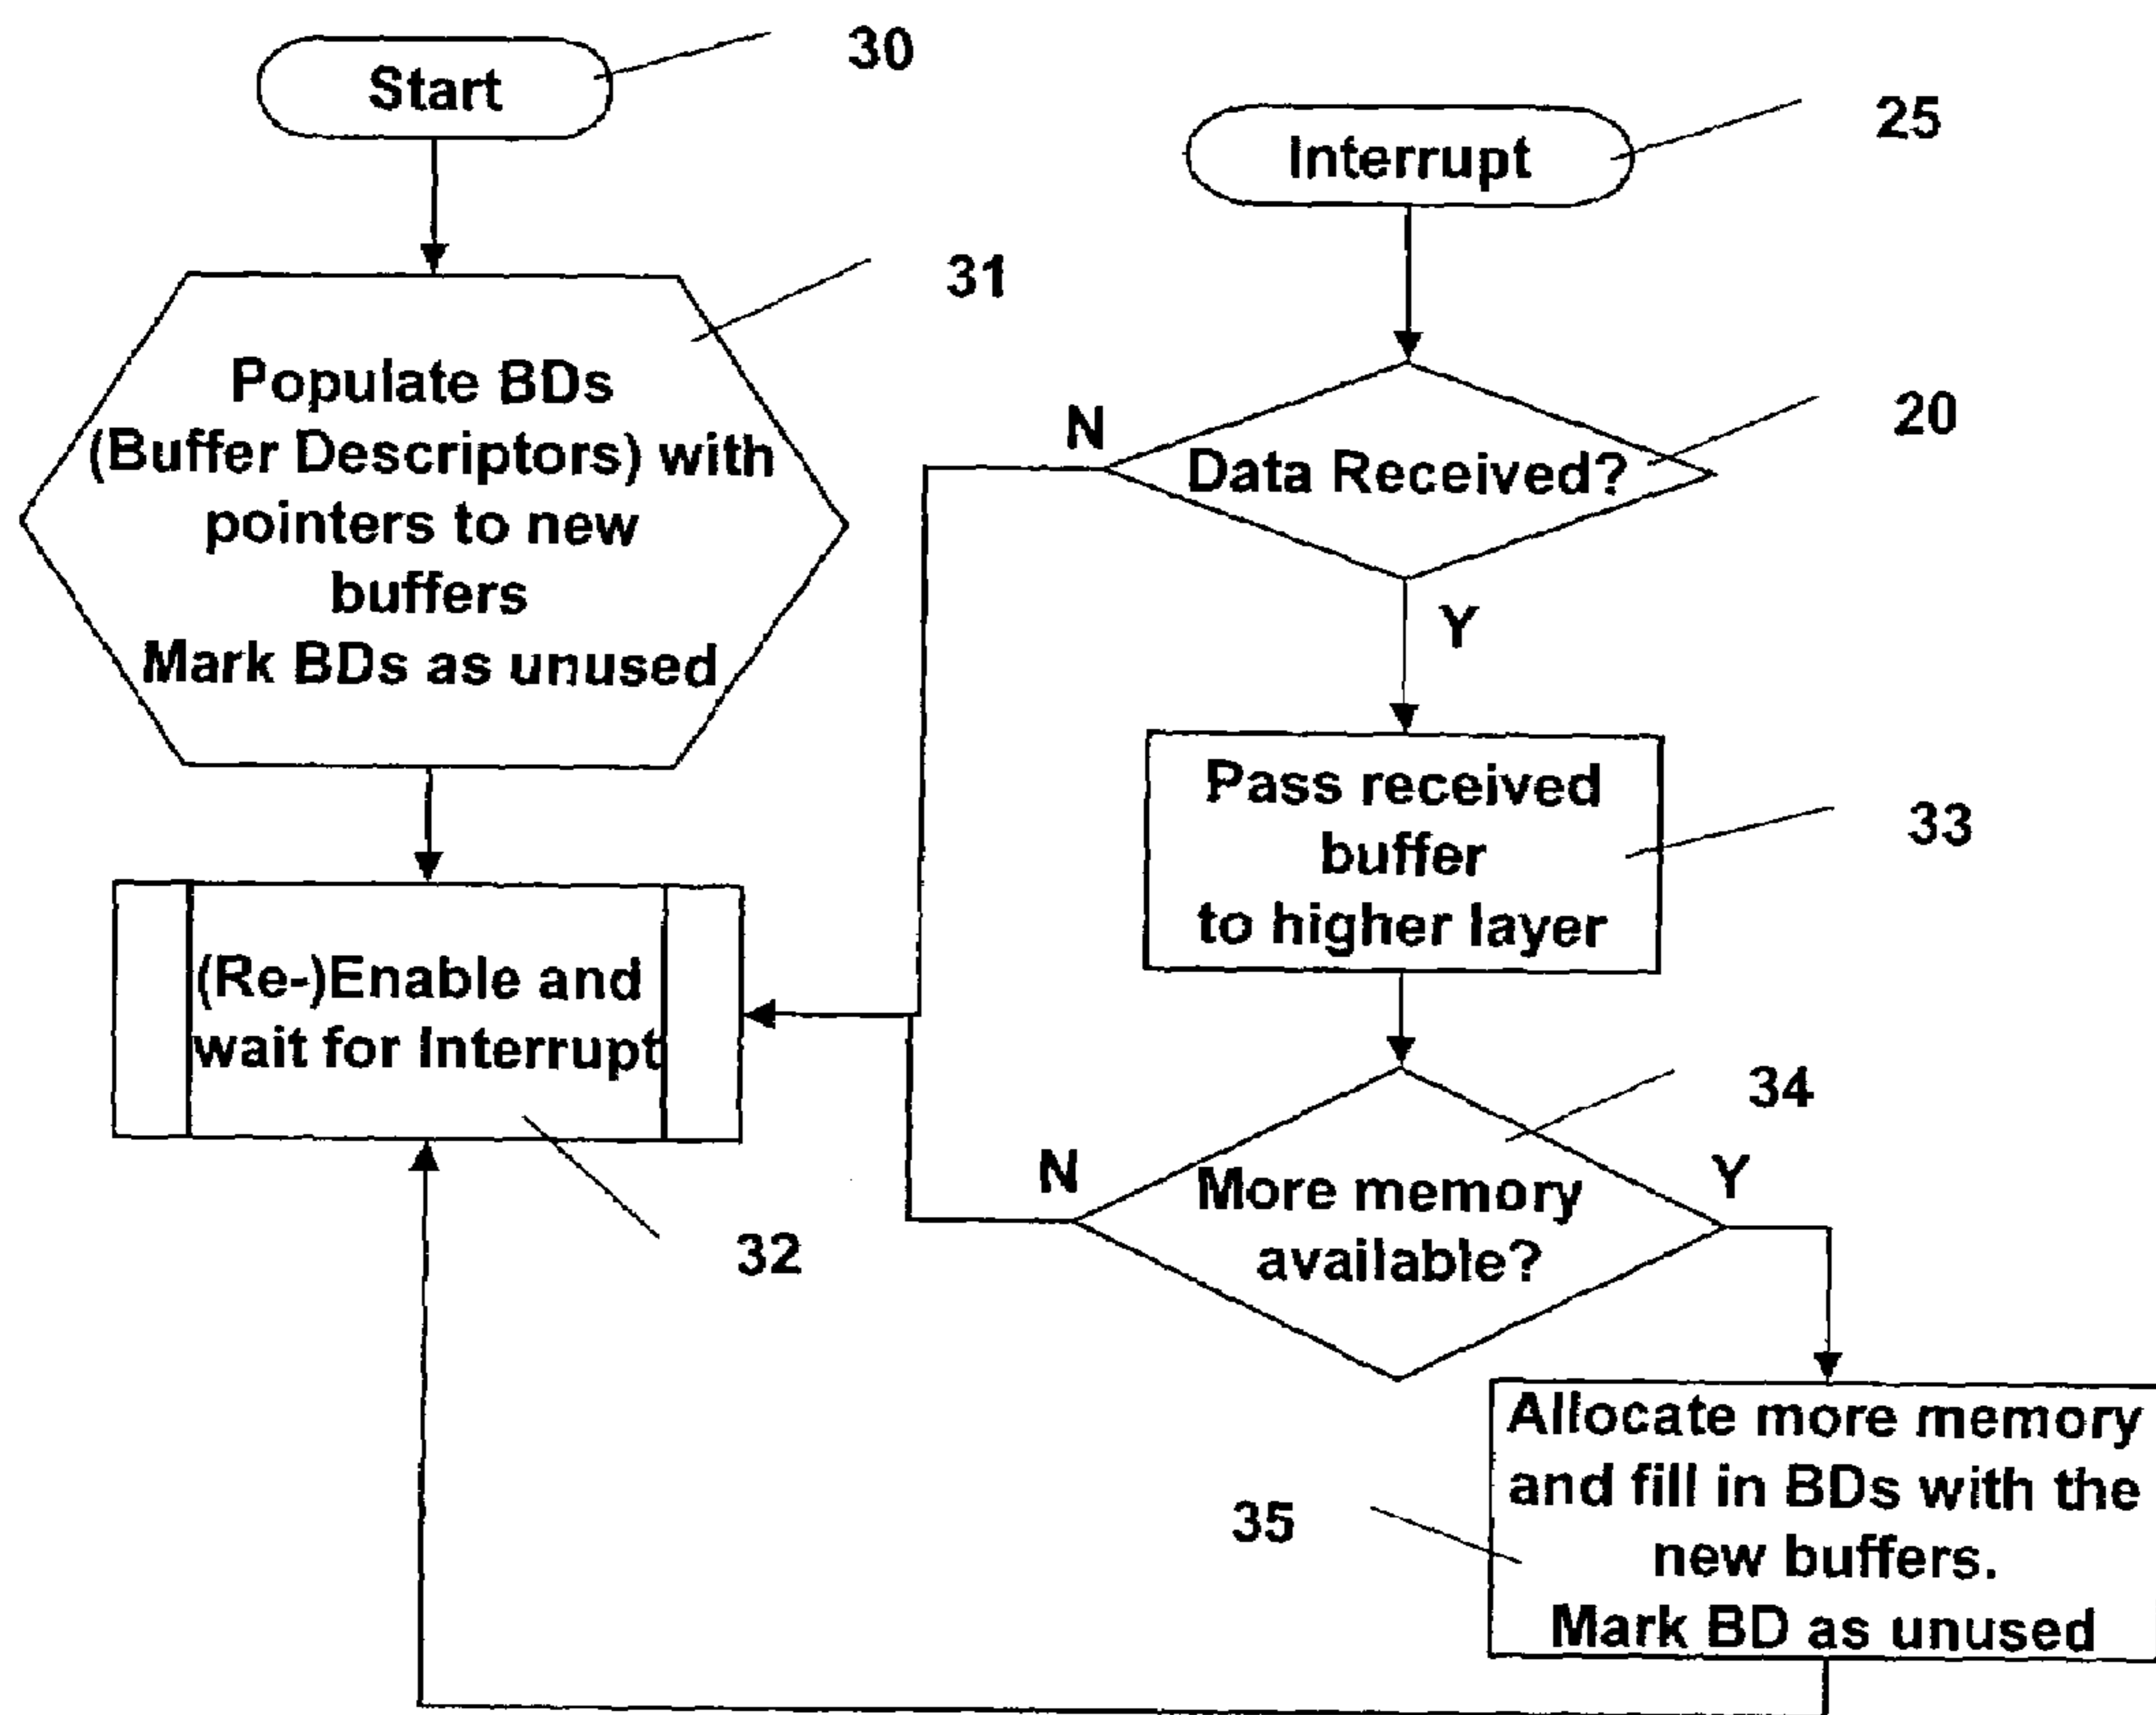 Start
30
Interrupt
25
31
Populate BDs
(Buffer Descriptors) with
pointers to new
buffers
Mark BDs as unused
N
Data Received?
20
Y
Pass received
buffer
to higher layer
33
(Re-)Enable and
wait for Interrupt
32
34
N
More memory
available?
Y
Allocate more memory
and fill in BDs with the
new buffers.
Mark BD as unused
35